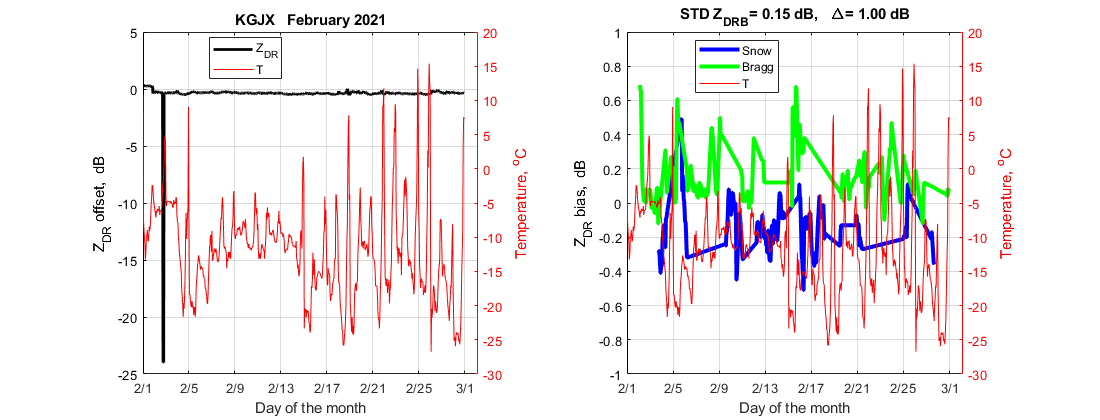 KGJX February 2021
Z_DR
T
5
0
-5
-10
-15
-20
-25
Z_DR offset, dB
20
15
10
5
0
-5
-10
-15
-20
-25
-30
Temperature, °C
2/1 2/5 2/9 2/13 2/17 2/21 2/25 3/1
Day of the month
STD Z_DRB = 0.15 dB, Δ = 1.00 dB
Snow
Bragg
T
1
0.8
0.6
0.4
0.2
0
-0.2
-0.4
-0.6
-0.8
-1
Z_DR bias, dB
20
15
10
5
0
-5
-10
-15
-20
-25
-30
Temperature, °C
2/1 2/5 2/9 2/13 2/17 2/21 2/25 3/1
Day of the month